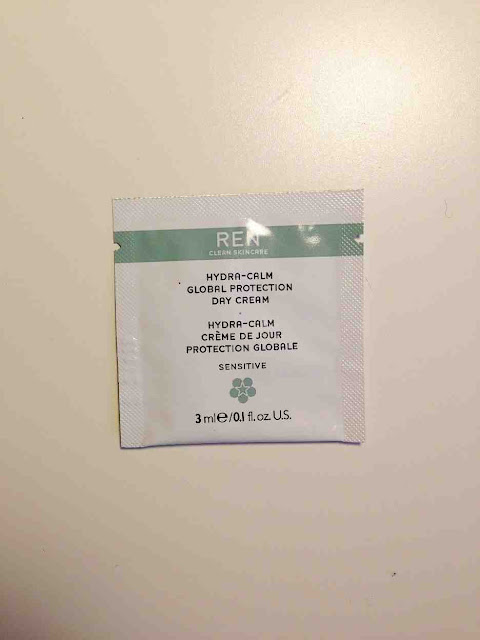 REN
CLEAN SKINCARE
HYDRA-CALM
GLOBAL PROTECTION
DAY CREAM
HYDRA-CALM
CRÈME DE JOUR
PROTECTION GLOBALE
SENSITIVE
3 ml℮/0.1 fl. oz. U.S.